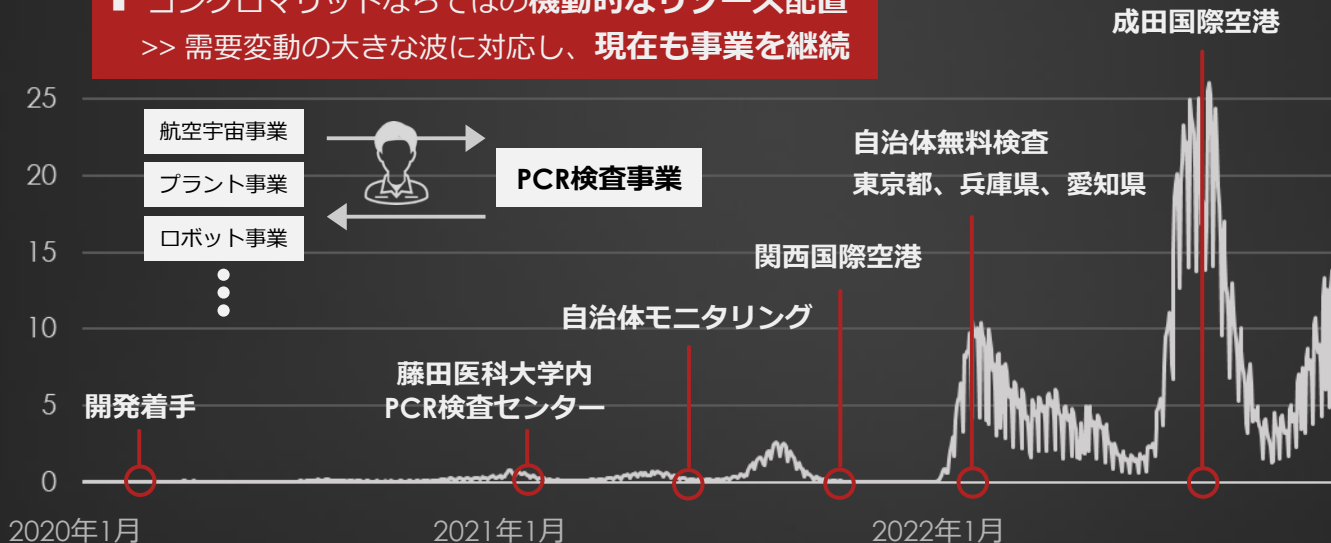 ■ コングロマリットならではの機動的なリソース配置
>> 需要変動の大きな波に対応し、現在も事業を継続
成田国際空港
25
航空宇宙事業
自治体無料検査
20
プラント事業
PCR検査事業
東京都、兵庫県、愛知県
ロボット事業
15
関西国際空港
自治体モニタリング
10
藤田医科大学内
PCR検査センター
5
開発着手
0
2020年1月
2021年1月
2022年1月